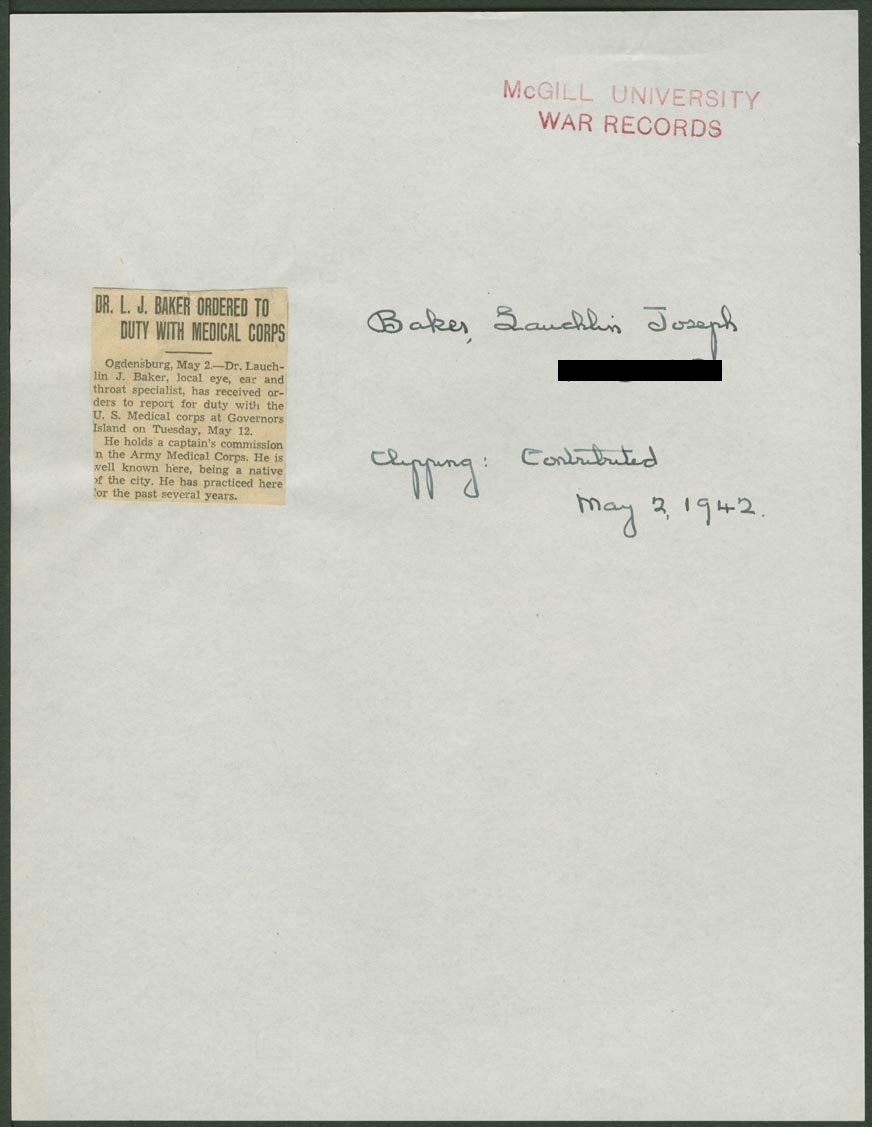 McGILL UNIVERSITY
WAR RECORDS
DR. L. J. BAKER ORDERED TO
DUTY WITH MEDICAL CORPS
Ogdensburg, May 2.—Dr. Lauch-
lin J. Baker, local eye, ear and
throat specialist, has received or-
ders to report for duty with the
U. S. Medical corps at Governors
Island on Tuesday, May 12.
He holds a captain's commission
in the Army Medical Corps. He is
well known here, being a native
of the city. He has practiced here
for the past several years.
Baker, Lauchlin Joseph
Clipping: Contributed
May 2, 1942.